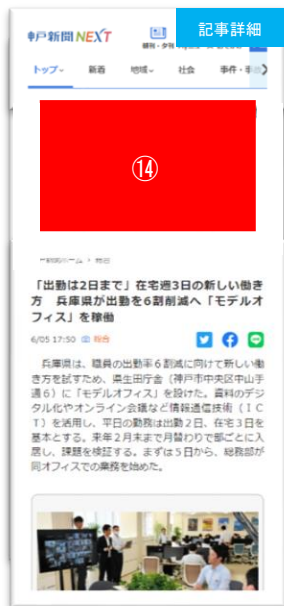 記事詳細
神戸新聞NEXT
朝刊・夕刊
トップ 新着 地域 社会 事件・事
⑭
「出勤は2日まで」在宅週3日の新しい働き
方 兵庫県が出勤を6割削減へ「モデルオ
フィス」を稼働
6/05 17:50 総合
兵庫県は、職員の出勤率6割減に向けて新しい働
き方を試すため、県生田庁舎（神戸市中央区中山手
通6）に「モデルオフィス」を設けた。資料のデジ
タル化やオンライン会議など情報通信技術（ＩＣ
Ｔ）を活用し、平日の勤務は出勤2日、在宅3日を
基本とする。来年2月末まで月替わりで部ごとに入
居し、課題を検証する。まずは5日から、総務部が
同オフィスでの業務を始めた。